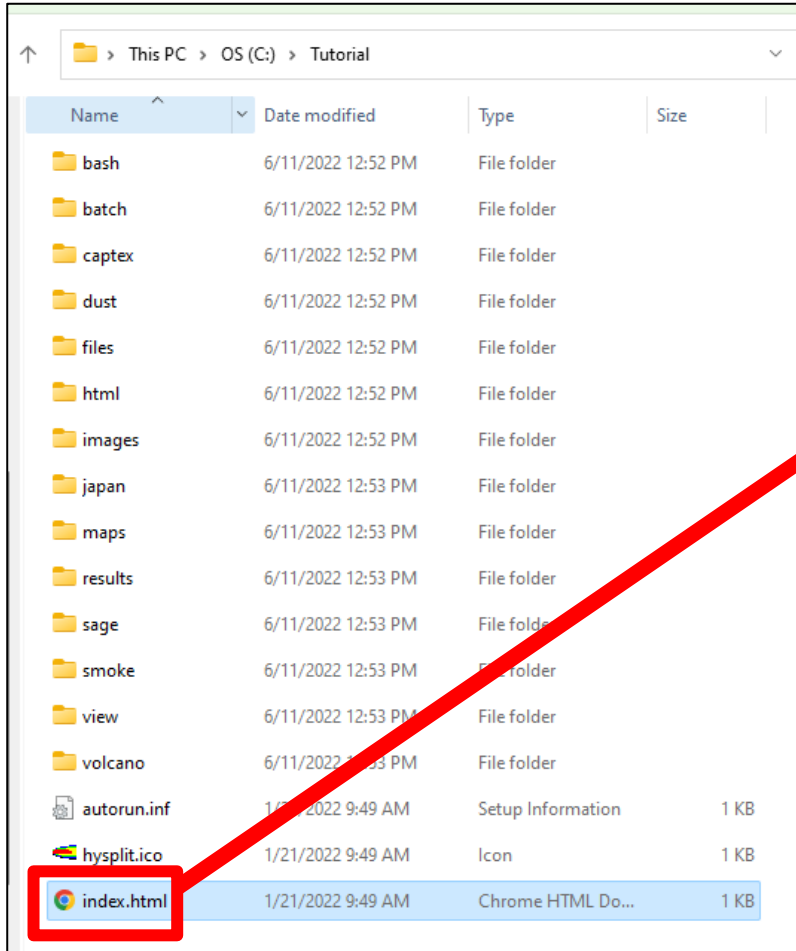 This PC > OS (C:) > Tutorial
Name Date modified Type Size
bash 6/11/2022 12:52 PM File folder
batch 6/11/2022 12:52 PM File folder
captex 6/11/2022 12:52 PM File folder
dust 6/11/2022 12:52 PM File folder
files 6/11/2022 12:52 PM File folder
html 6/11/2022 12:52 PM File folder
images 6/11/2022 12:52 PM File folder
japan 6/11/2022 12:53 PM File folder
maps 6/11/2022 12:53 PM File folder
results 6/11/2022 12:53 PM File folder
sage 6/11/2022 12:53 PM File folder
smoke 6/11/2022 12:53 PM File folder
view 6/11/2022 12:53 PM File folder
volcano 6/11/2022 PM File folder
autorun.inf 9:49 AM Setup Information 1 KB
hysplit.ico 1/21/2022 9:49 AM Icon 1 KB
index.html 1/21/2022 9:49 AM Chrome HTML Do... 1 KB